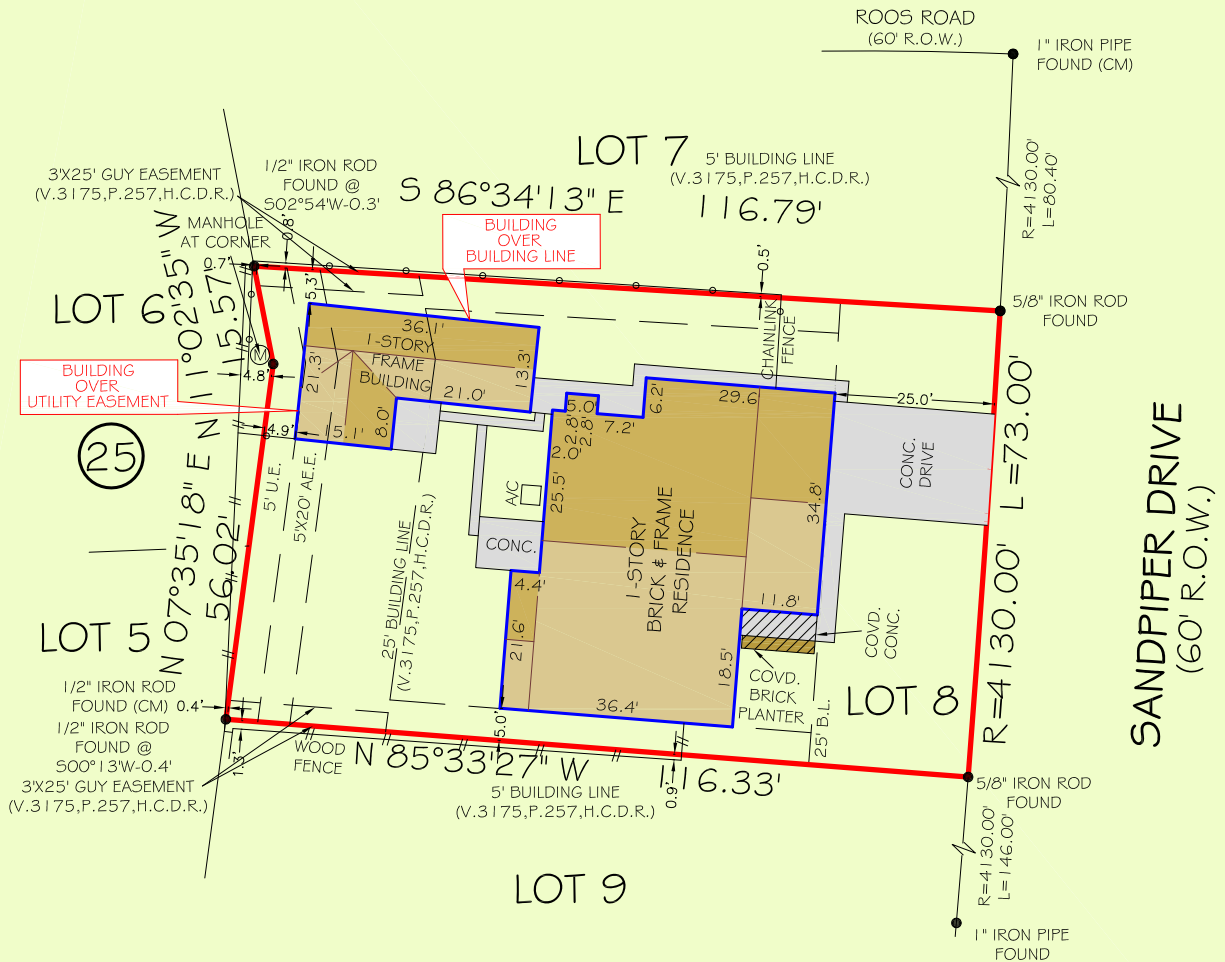 ROOS ROAD
(60' R.O.W.)
1" IRON PIPE
FOUND (CM)
R=4130.00'
L=80.40'
LOT 7
5' BUILDING LINE
(V.3175,P.257,H.C.D.R.)
S 86°34'13" E
116.79'
3'X25' GUY EASEMENT
(V.3175,P.257,H.C.D.R.)
1/2" IRON ROD
FOUND @
S02°54'W-0.3'
MANHOLE
AT CORNER
0.8'
0.7'
BUILDING
OVER
BUILDING LINE
0.5'
CHAINLINK
FENCE
5/8" IRON ROD
FOUND
LOT 6
N 11°02'35" W
15.57'
M
4.8'
5.3'
36.1'
1-STORY
FRAME
BUILDING
21.3'
13.3'
21.0'
8.0'
15.1'
4.9'
BUILDING
OVER
UTILITY EASEMENT
25
5' U.E.
5'X20' A.E.E.
5.0'
2.8'
2.8'
2.0'
7.2'
6.2'
29.6
25.0'
25.5'
A/C
CONC.
CONC.
DRIVE
34.8'
1-STORY
BRICK & FRAME
RESIDENCE
4.4'
21.6'
36.4'
18.5'
11.8'
COVD.
CONC.
COVD.
BRICK
PLANTER
25' B.L.
25' BUILDING LINE
(V.3175,P.257,H.C.D.R.)
LOT 8
R=4130.00' L=73.00'
SANDPIPER DRIVE
(60' R.O.W.)
N 07°35'18" E
56.02'
LOT 5
1/2" IRON ROD
FOUND (CM)
0.4'
1/2" IRON ROD
FOUND @
S00°13'W-0.4'
3'X25' GUY EASEMENT
(V.3175,P.257,H.C.D.R.)
1.3'
WOOD
FENCE
5.0'
N 85°33'27" W
116.33'
0.9'
5' BUILDING LINE
(V.3175,P.257,H.C.D.R.)
5/8" IRON ROD
FOUND
R=4130.00'
L=146.00'
LOT 9
1" IRON PIPE
FOUND